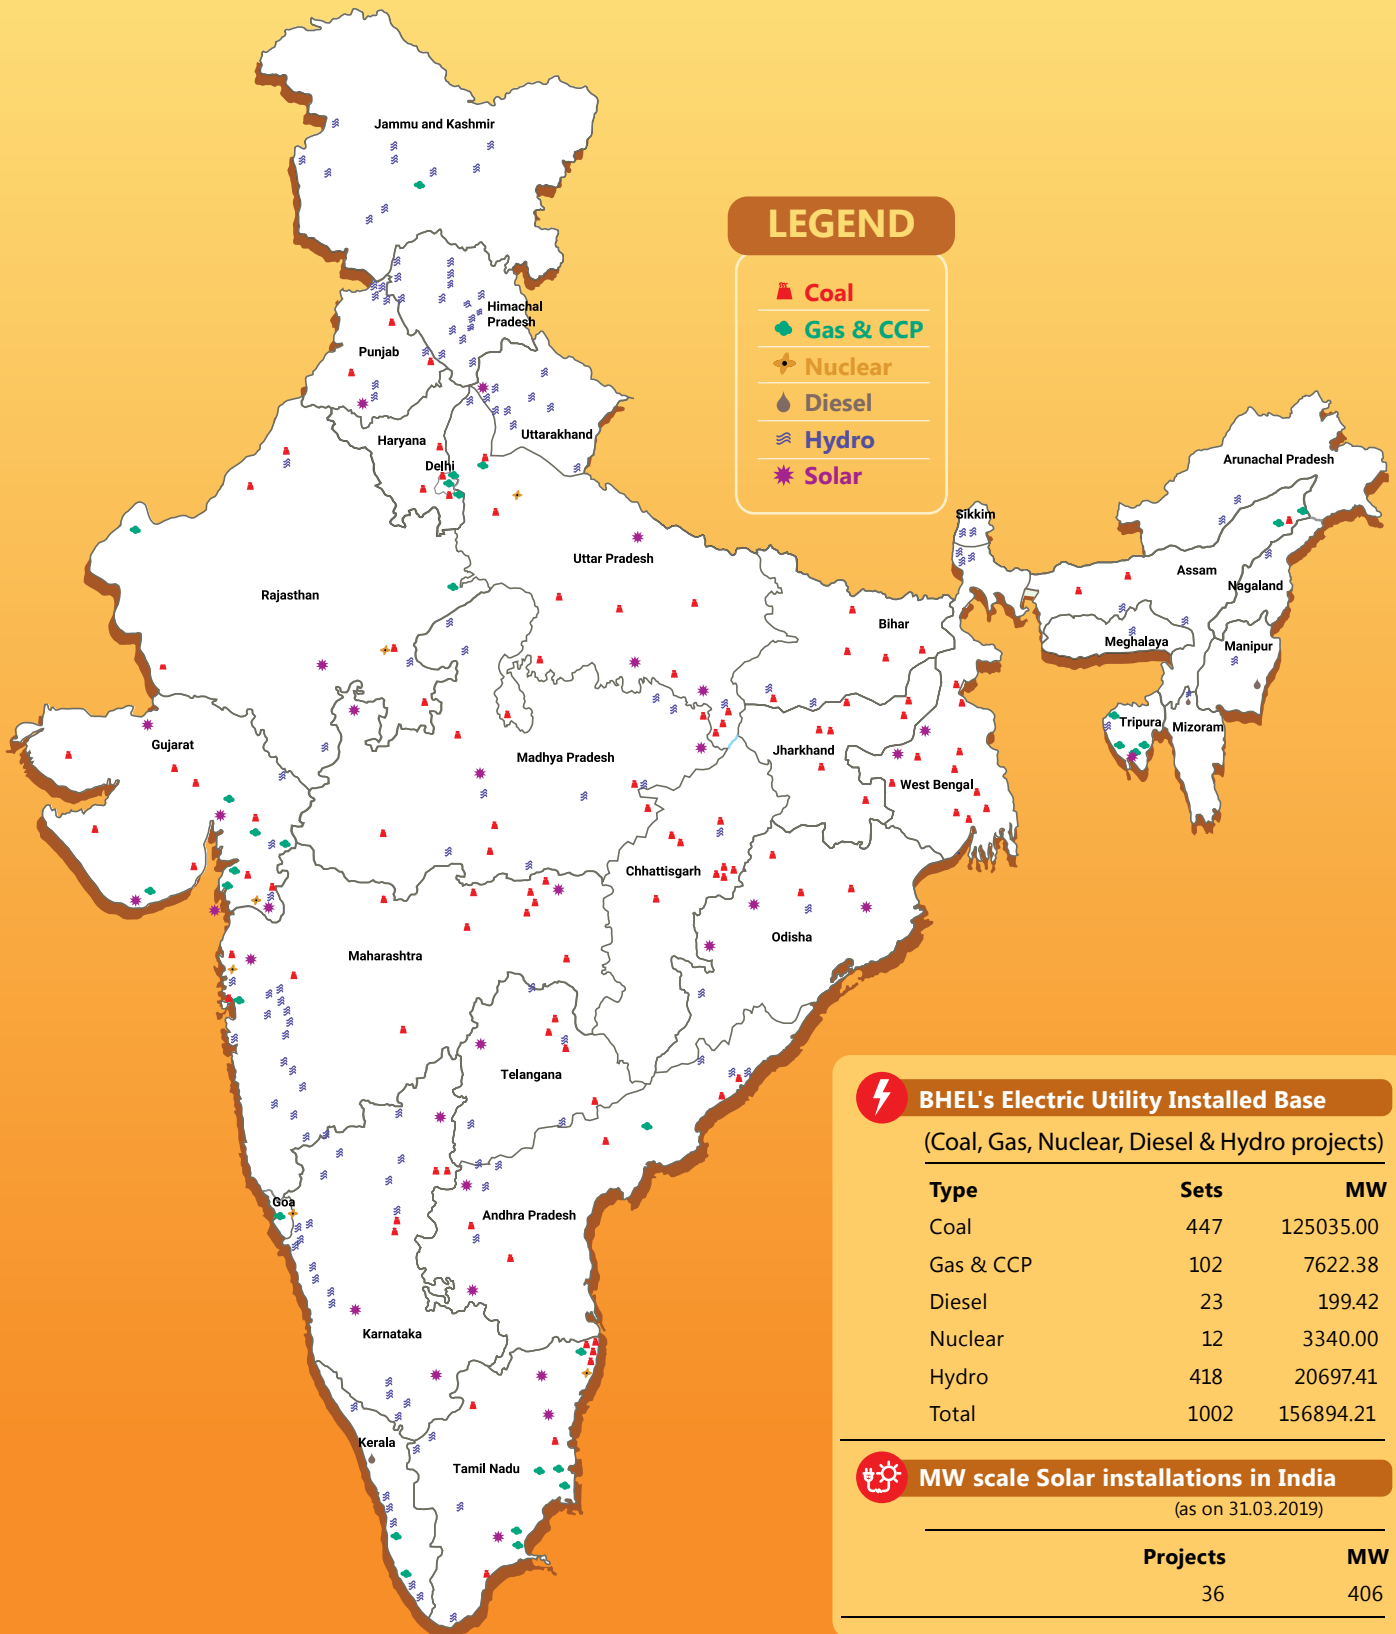 Jammu and Kashmir
LEGEND
Coal
Gas & CCP
Nuclear
Diesel
Hydro
Solar
Himachal
Pradesh
Punjab
Haryana
Uttarakhand
Delhi
Arunachal Pradesh
Sikkim
Uttar Pradesh
Assam
Nagaland
Rajasthan
Bihar
Meghalaya
Manipur
Tripura
Mizoram
Gujarat
Jharkhand
Madhya Pradesh
West Bengal
Chhattisgarh
Odisha
Maharashtra
Telangana
Goa
Andhra Pradesh
Karnataka
Kerala
Tamil Nadu
BHEL's Electric Utility Installed Base
(Coal, Gas, Nuclear, Diesel & Hydro projects)
Type Sets MW
Coal 447 125035.00
Gas & CCP 102 7622.38
Diesel 23 199.42
Nuclear 12 3340.00
Hydro 418 20697.41
Total 1002 156894.21
MW scale Solar installations in India
(as on 31.03.2019)
Projects MW
36 406